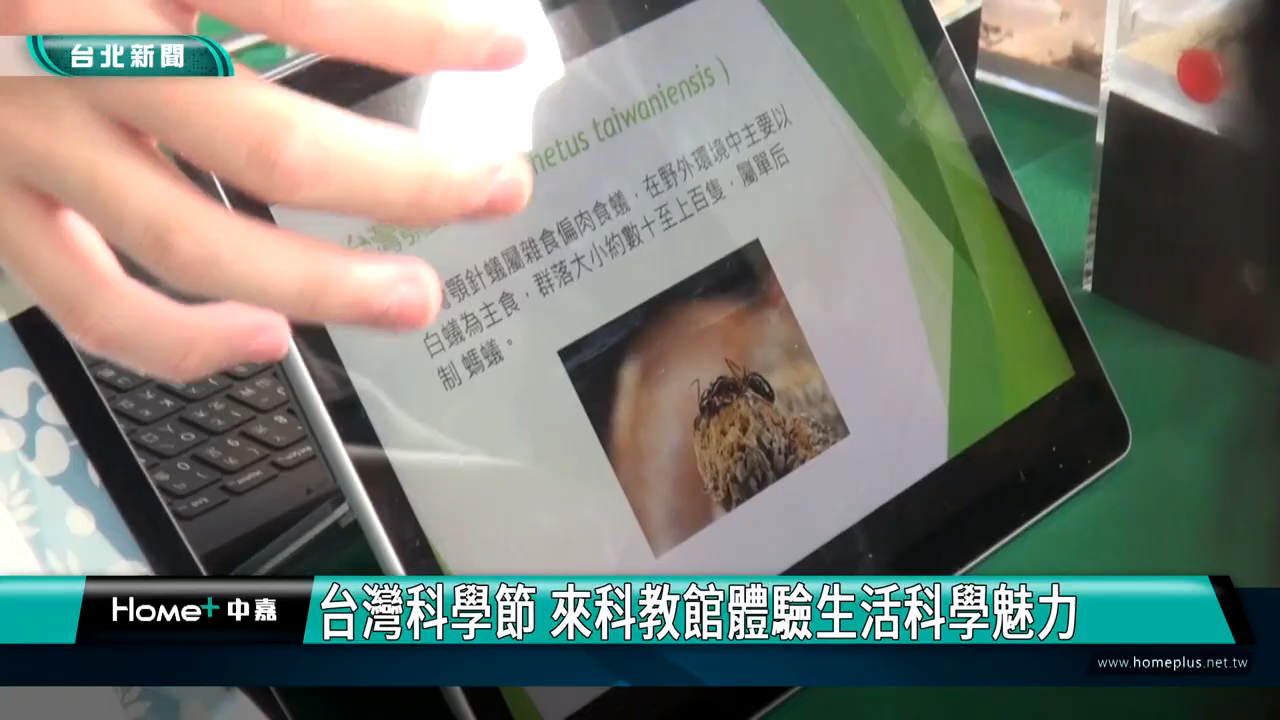 台北新聞
netus taiwaniensis )
台灣
顎針蟻屬雜食偏肉食蟻，在野外環境中主要以
白蟻為主食，群落大小約數十至上百隻，屬單后
制 螞蟻。
Home+ 中嘉
台灣科學節 來科教館體驗生活科學魅力
www.homeplus.net.tw